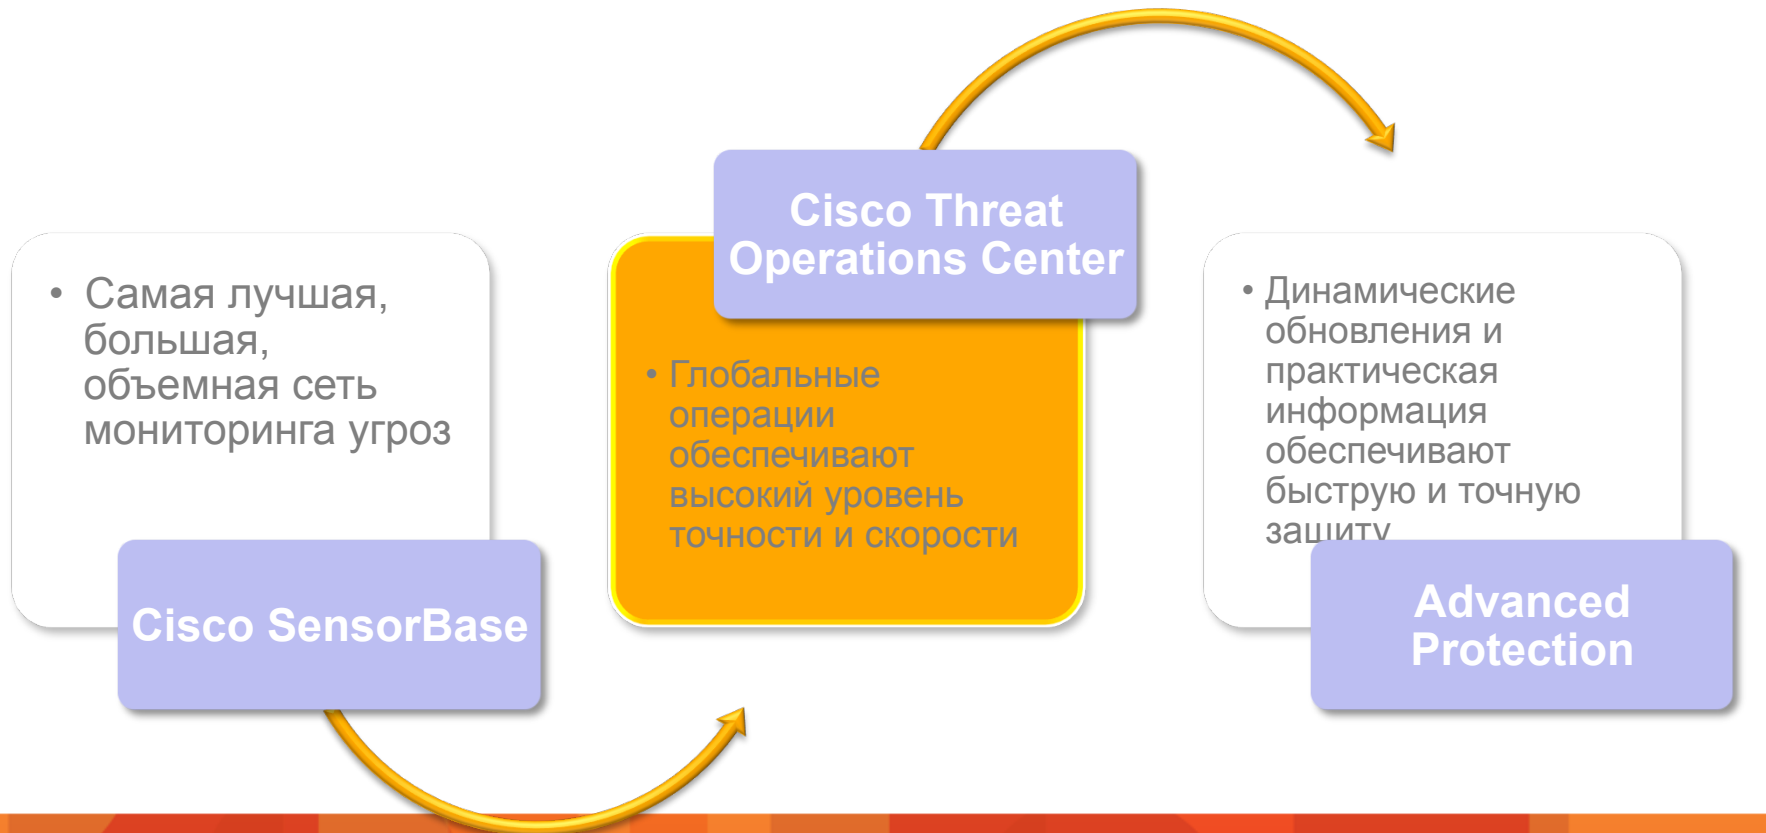 • Самая лучшая,
большая,
объемная сеть
мониторинга угроз
Cisco SensorBase
Cisco Threat
Operations Center
• Глобальные
операции
обеспечивают
высокий уровень
точности и скорости
• Динамические
обновления и
практическая
информация
обеспечивают
быструю и точную
защиту
Advanced
Protection